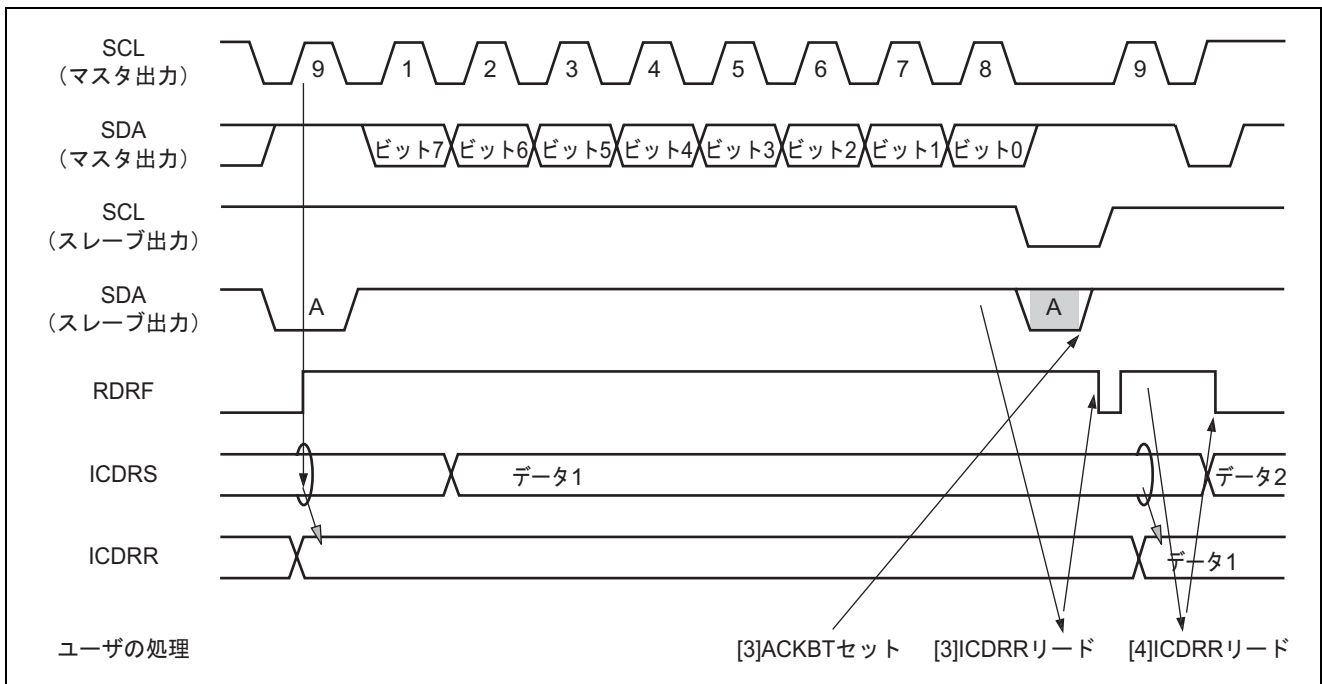 SCL
（マスタ出力）
9 1 2 3 4 5 6 7 8 9
SDA
（マスタ出力）
ビット7 ビット6 ビット5 ビット4 ビット3 ビット2 ビット1 ビット0
SCL
（スレーブ出力）
SDA
（スレーブ出力）
A A
RDRF
ICDRS
データ1 データ2
ICDRR
データ1
ユーザの処理
[3]ACKBTセット [3]ICDRRリード [4]ICDRRリード